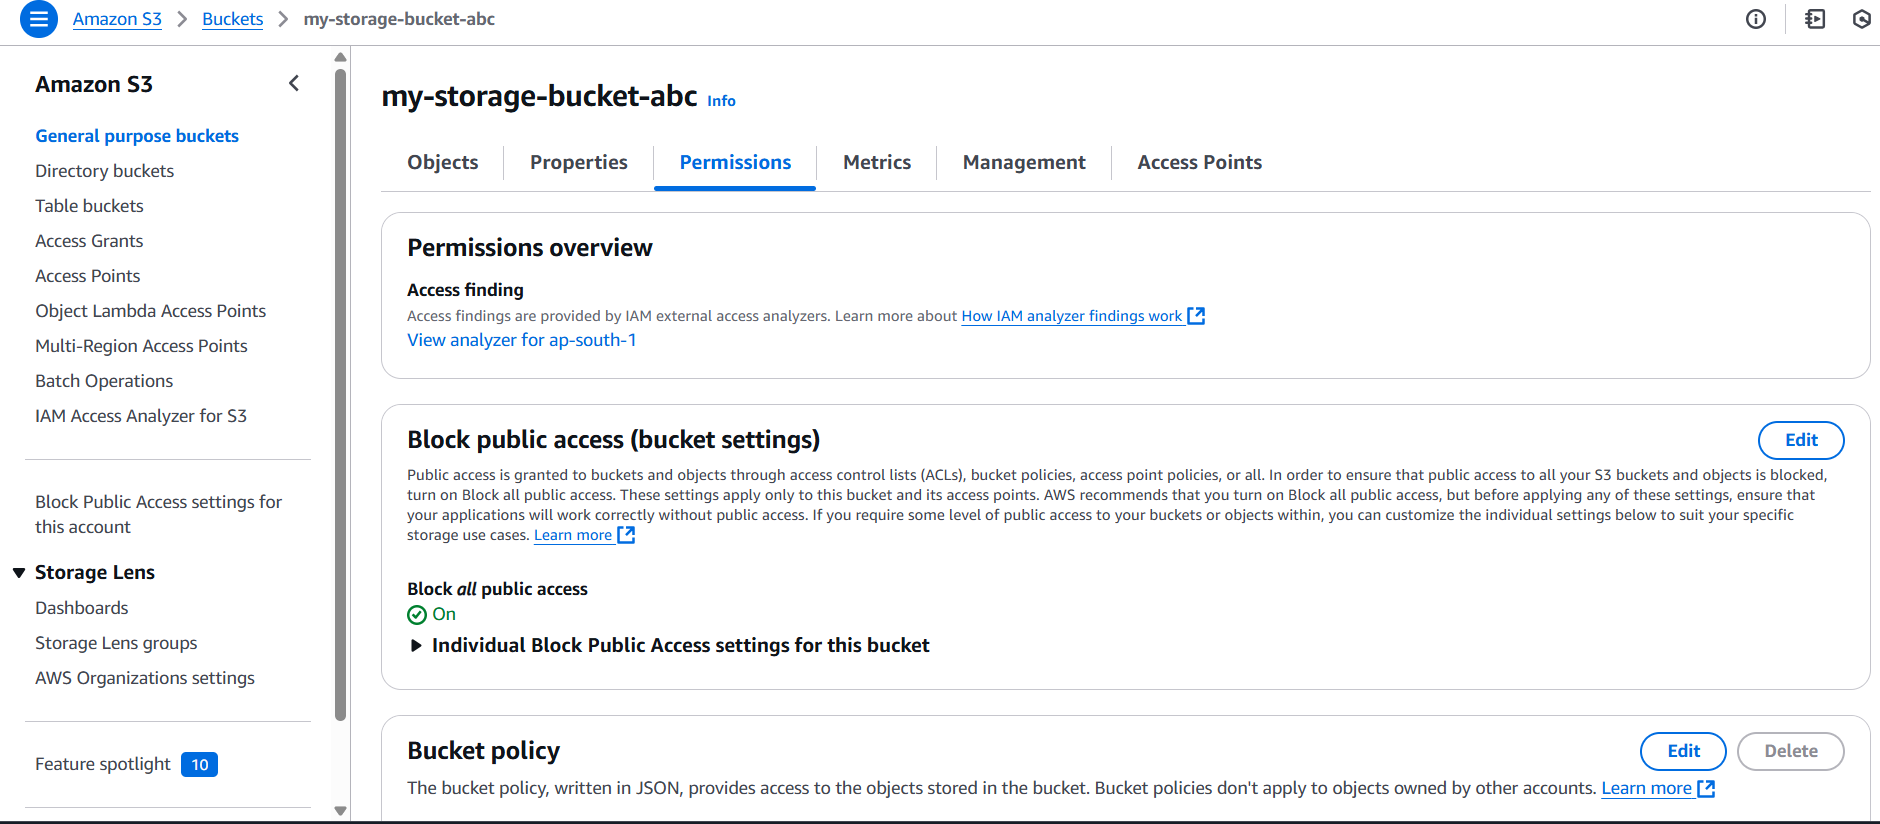 Amazon S3 > Buckets > my-storage-bucket-abc
Amazon S3
General purpose buckets
Directory buckets
Table buckets
Access Grants
Access Points
Object Lambda Access Points
Multi-Region Access Points
Batch Operations
IAM Access Analyzer for S3
Block Public Access settings for
this account
Storage Lens
Dashboards
Storage Lens groups
AWS Organizations settings
Feature spotlight 10
my-storage-bucket-abc Info
Objects Properties Permissions Metrics Management Access Points
Permissions overview
Access finding
Access findings are provided by IAM external access analyzers. Learn more about How IAM analyzer findings work
View analyzer for ap-south-1
Block public access (bucket settings) Edit
Public access is granted to buckets and objects through access control lists (ACLs), bucket policies, access point policies, or all. In order to ensure that public access to all your S3 buckets and objects is blocked,
turn on Block all public access. These settings apply only to this bucket and its access points. AWS recommends that you turn on Block all public access, but before applying any of these settings, ensure that
your applications will work correctly without public access. If you require some level of public access to your buckets or objects within, you can customize the individual settings below to suit your specific
storage use cases. Learn more
Block all public access
On
Individual Block Public Access settings for this bucket
Bucket policy Edit Delete
The bucket policy, written in JSON, provides access to the objects stored in the bucket. Bucket policies don't apply to objects owned by other accounts. Learn more